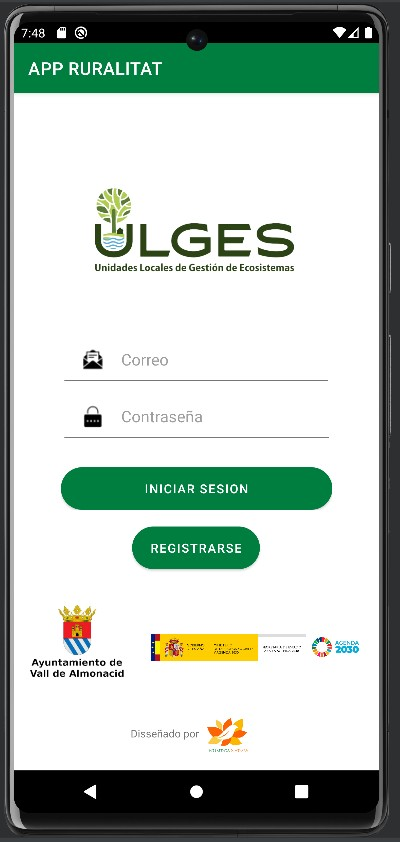 7:48
APP RURALITAT
ULGES
Unidades Locales de Gestión de Ecosistemas
Correo
Contraseña
INICIAR SESION
REGISTRARSE
Ayuntamiento de
Vall de Almonacid
AGENDA
2030
Disseñado por